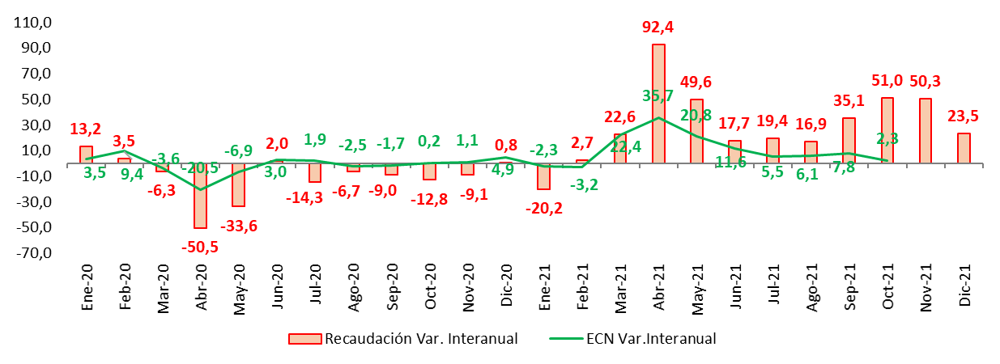 110,0
90,0
70,0
50,0
30,0
10,0
-10,0
-30,0
-50,0
-70,0
13,2
3,5
-6,3
-50,5
-33,6
2,0
-14,3
-6,7
-9,0
-12,8
-9,1
0,8
-20,2
2,7
22,6
92,4
49,6
17,7
19,4
16,9
35,1
51,0
50,3
23,5
3,5
9,4
-3,6
-20,5
-6,9
3,0
1,9
-2,5
-1,7
0,2
1,1
4,9
-2,3
-3,2
22,4
35,7
20,8
11,6
5,5
6,1
7,8
2,3
Ene-20
Feb-20
Mar-20
Abr-20
May-20
Jun-20
Jul-20
Ago-20
Sep-20
Oct-20
Nov-20
Dic-20
Ene-21
Feb-21
Mar-21
Abr-21
May-21
Jun-21
Jul-21
Ago-21
Sep-21
Oct-21
Nov-21
Dic-21
Recaudación Var. Interanual
ECN Var.Interanual